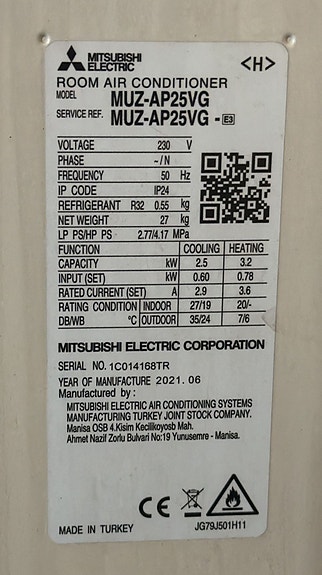 MITSUBISHI
ELECTRIC
<H>
ROOM AIR CONDITIONER
MODEL MUZ-AP25VG
SERVICE REF. MUZ-AP25VG - E3
VOLTAGE 230 V
PHASE ~/N
FREQUENCY 50 Hz
IP CODE IP24
REFRIGERANT R32 0.55 kg
NET WEIGHT 27 kg
LP PS/HP PS 2.77/4.17 MPa
FUNCTION COOLING HEATING
CAPACITY kW 2.5 3.2
INPUT (SET) kW 0.60 0.78
RATED CURRENT (SET) A 2.9 3.6
RATING CONDITION INDOOR 27/19 20/-
DB/WB °C OUTDOOR 35/24 7/6
MITSUBISHI ELECTRIC CORPORATION
SERIAL NO. 1C014168TR
YEAR OF MANUFACTURE 2021.06
Manufactured by :
MITSUBISHI ELECTRIC AIR CONDITIONING SYSTEMS
MANUFACTURING TURKEY JOINT STOCK COMPANY.
Manisa OSB 4.Kisim Kecilikoyosb Mah.
Ahmet Nazif Zorlu Bulvari No:19 Yunusemre - Manisa.
CE
MADE IN TURKEY
JG79J501H11